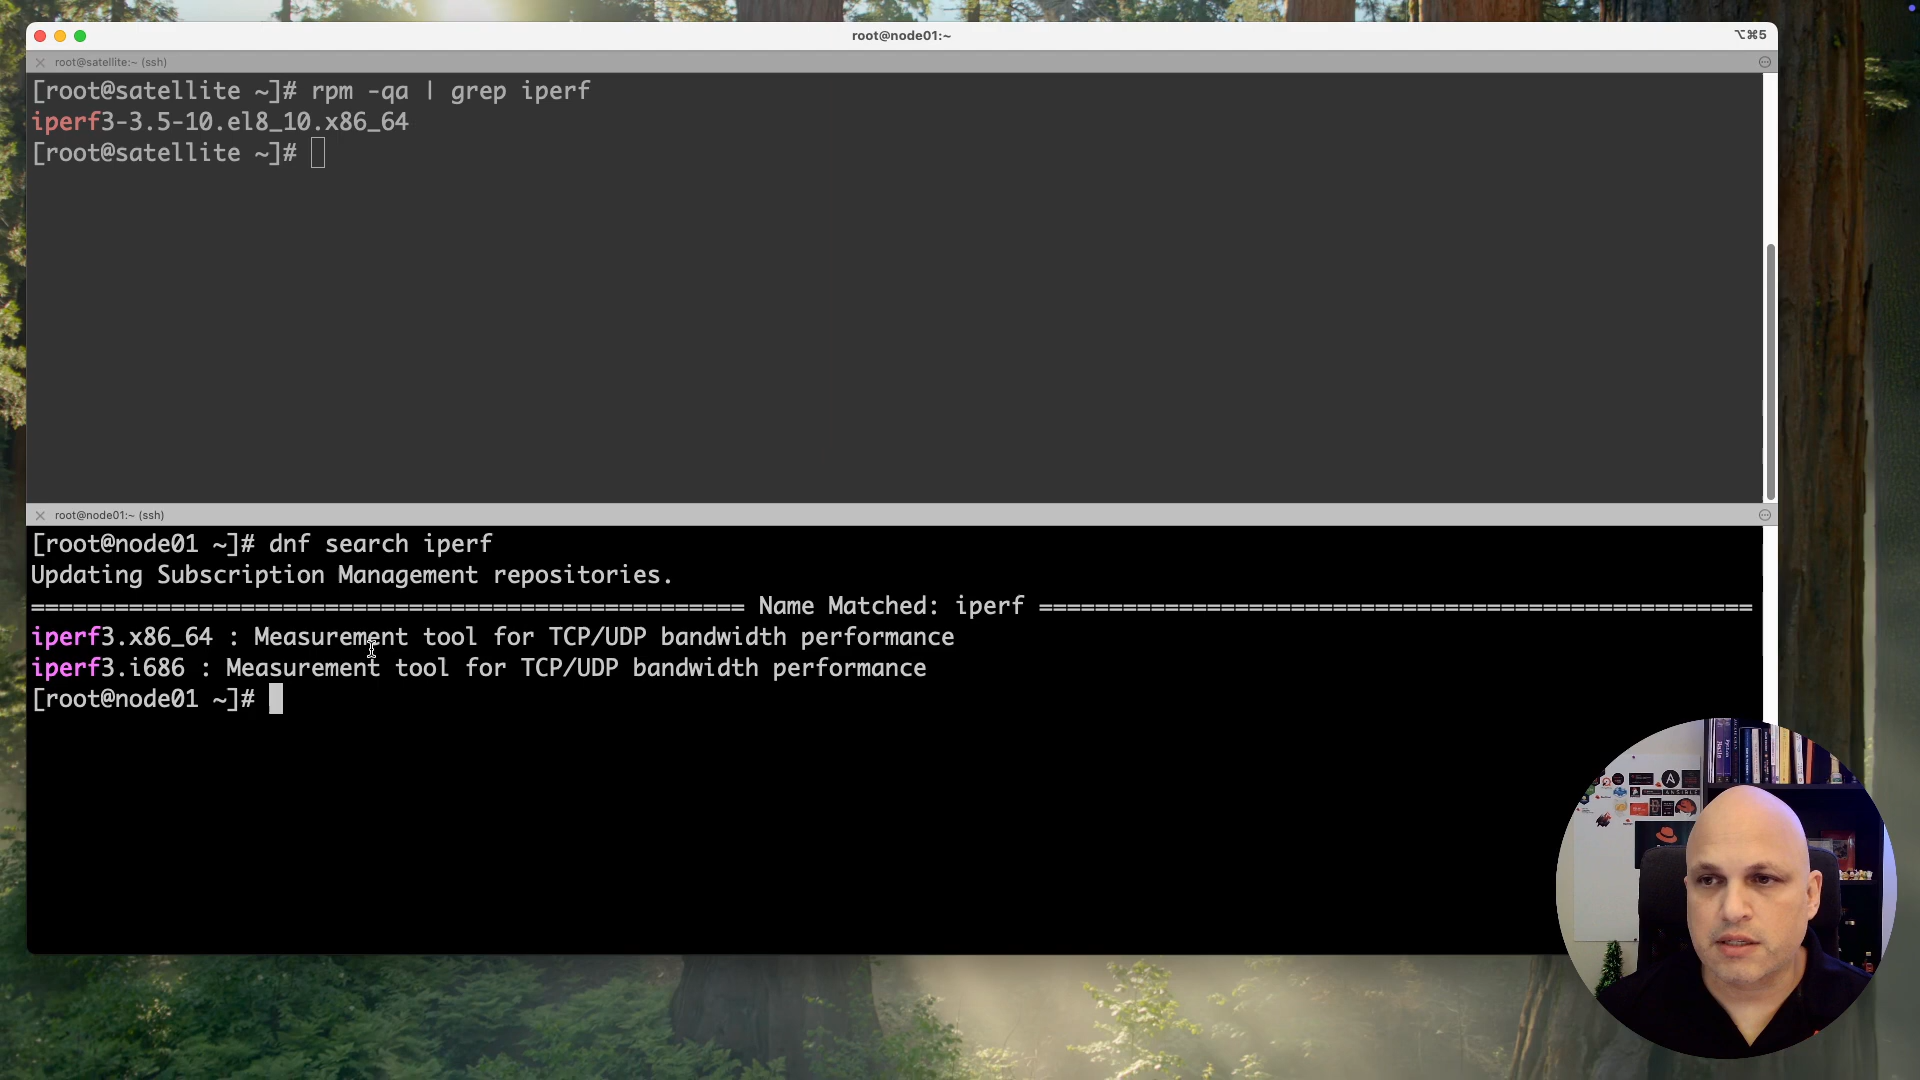 root@node01:~
⌥⌘5
root@satellite:~ (ssh)
[root@satellite ~]# rpm -qa | grep iperf
iperf3-3.5-10.el8_10.x86_64
[root@satellite ~]#
root@node01:~ (ssh)
[root@node01 ~]# dnf search iperf
Updating Subscription Management repositories.
=================================================== Name Matched: iperf ===================================================
iperf3.x86_64 : Measurement tool for TCP/UDP bandwidth performance
iperf3.i686 : Measurement tool for TCP/UDP bandwidth performance
[root@node01 ~]#
ANSIBLE